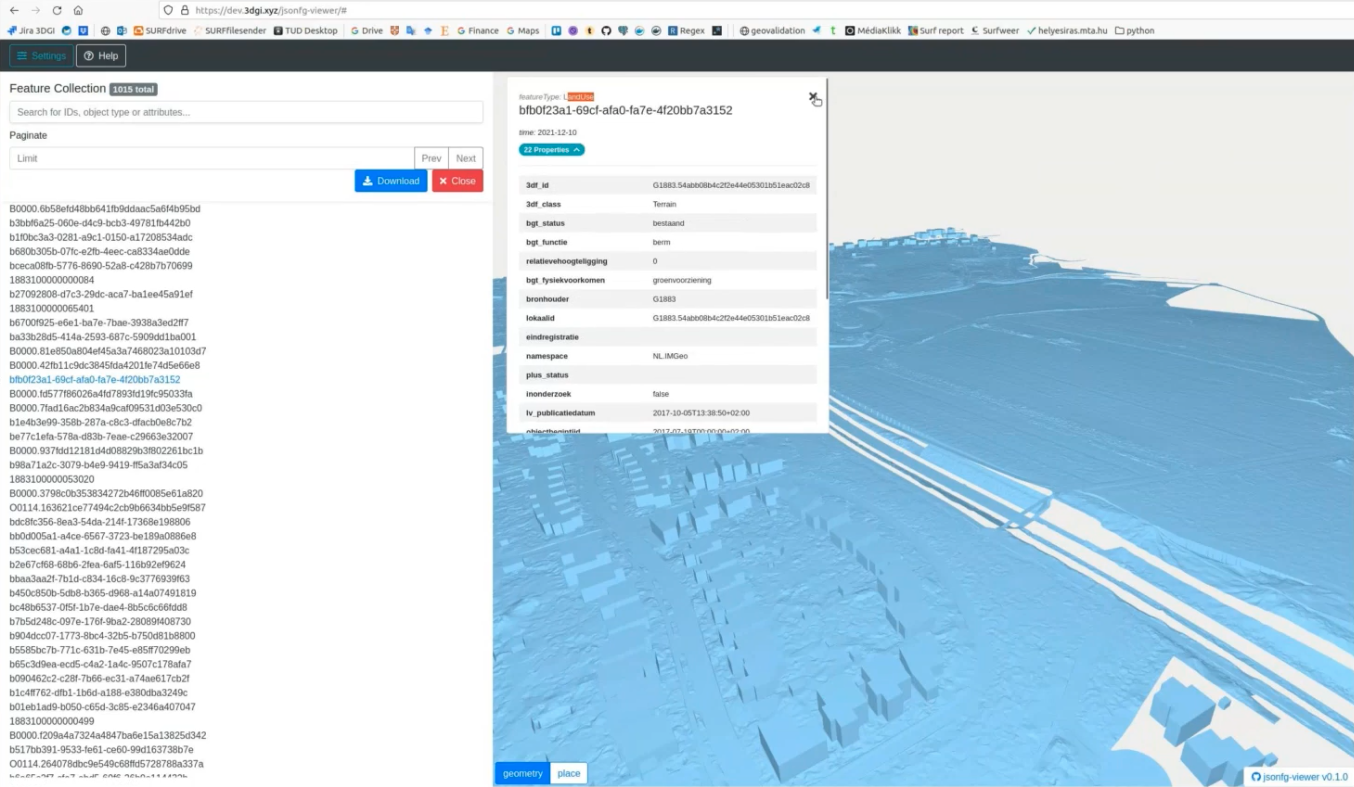 https://dev.3dgi.xyz/jsonfg-viewer/#
Jira 3DGI SURFdrive SURFfilesender TUD Desktop G Drive E G Finance G Maps Regex geovalidation t MédiaKlikk Surf report Surfweer helyesiras.mta.hu python
Settings Help
Feature Collection 1015 total
Search for IDs, object type or attributes...
Paginate
Limit Prev Next
Download Close
B0000.6b58efd48bb641fb9ddaac5a6f4b95bd
b3bbf6a25-060e-d4c9-bcb3-49781fb442b0
b1f0bc3a3-0281-a9c1-0150-a17208534adc
b680b305b-07fc-e2fb-4eec-ca8334ae0dde
bceca08fb-5776-8690-52a8-c428b7b70699
1883100000000084
b27092808-d7c3-29dc-aca7-ba1ee45a91ef
1883100000065401
b6700f925-e6e1-ba7e-7bae-3938a3ed2ff7
ba33b28d5-414a-2593-687c-5909dd1ba001
B0000.81e850a804ef45a3a7468023a10103d7
B0000.42fb11c9dc3845fda4201fe74d5e66e8
bfb0f23a1-69cf-afa0-fa7e-4f20bb7a3152
B0000.fd577f86026a4fd7893fd19fc95033fa
B0000.7fad16ac2b834a9caf09531d03e530c0
b1e4b3e99-358b-287a-c8c3-dfacb0e8c7b2
be77c1efa-578a-d83b-7eae-c29663e32007
B0000.937fdd12181d4d08829b3f802261bc1b
b98a71a2c-3079-b4e9-9419-ff5a3af34c05
1883100000053020
B0000.3798c0b353834272b46ff0085e61a820
O0114.163621ce77494c2cb9b6634bb5e9f587
bdc8fc356-8ea3-54da-214f-17368e198806
bb0d005a1-a4ce-6567-3723-be189a0886e8
b53cec681-a4a1-1c8d-fa41-4f187295a03c
b2e67cf68-68b6-2fea-6af5-116b92ef9624
bbaa3aa2f-7b1d-c834-16c8-9c3776939f63
b450c850b-5db8-b365-d968-a14a07491819
bc48b6537-0f5f-1b7e-dae4-8b5c6c66fdd8
b7b5d248c-097e-176f-9ba2-28089f408730
b904dcc07-1773-8bc4-32b5-b750d81b8800
b5585bc7b-771c-631b-7e45-e85ff70299eb
b65c3d9ea-ecd5-c4a2-1a4c-9507c178afa7
b090462c2-c28f-7b66-ec31-a74ae617cb2f
b1c4ff762-dfb1-1b6d-a188-e380dba3249c
b01eb1ad9-b050-c65d-3c85-e2346a407047
1883100000000499
B0000.f209a4a7324a4847ba6e15a13825d342
b517bb391-9533-fe61-ce60-99d163738b7e
O0114.264078dbc9e549c68ffd5728788a337a
featureType: LandUse
bfb0f23a1-69cf-afa0-fa7e-4f20bb7a3152
time: 2021-12-10
22 Properties
3df_id G1883.54abb08b4c2f2e44e05301b51eac02c8
3df_class Terrain
bgt_status bestaand
bgt_functie berm
relatievehoogteligging 0
bgt_fysiekvoorkomen groenvoorziening
bronhouder G1883
lokaalid G1883.54abb08b4c2f2e44e05301b51eac02c8
eindregistratie
namespace NL.IMGeo
plus_status
inonderzoek false
lv_publicatiedatum 2017-10-05T13:38:50+02:00
objectbegintijd 2017-07-19T00:00:00+02:00
geometry place
jsonfg-viewer v0.1.0